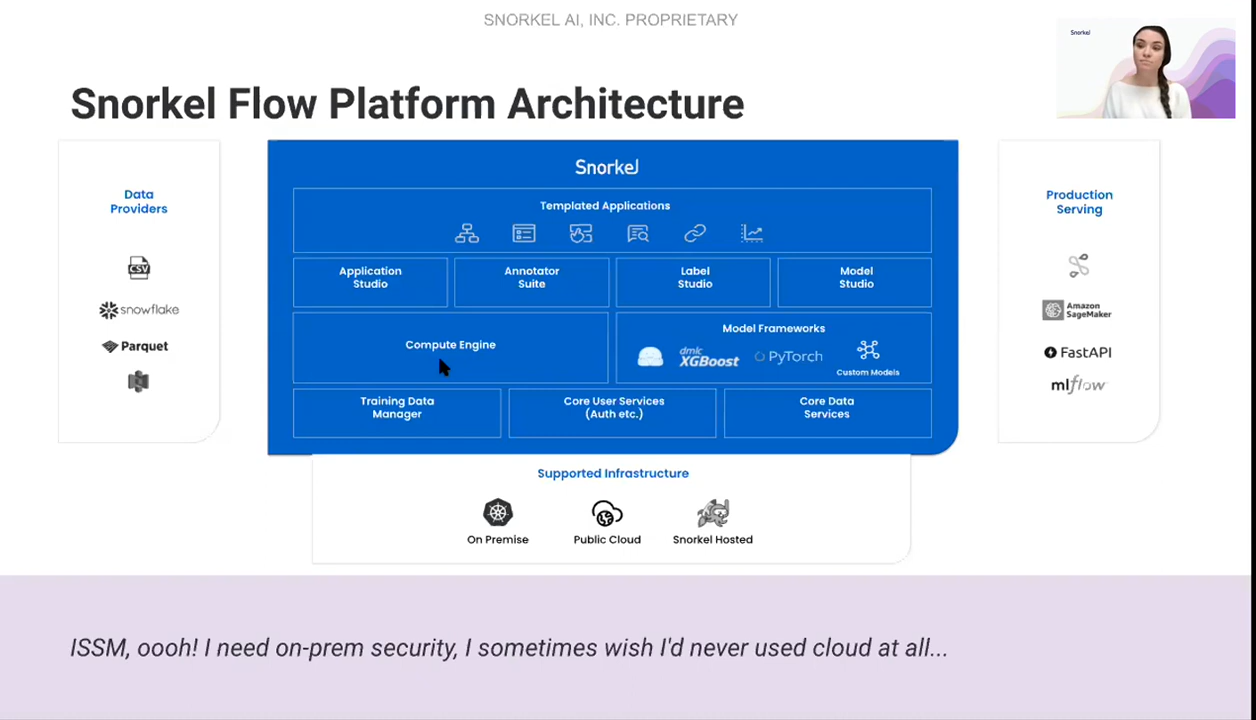 SNORKEL AI, INC. PROPRIETARY
Snorkel
Snorkel Flow Platform Architecture
Data
Providers
CSV
snowflake
Parquet
Snorkel
Templated Applications
Application
Studio
Annotator
Suite
Label
Studio
Model
Studio
Compute Engine
Model Frameworks
dmlc
XGBoost
PyTorch
Custom Models
Training Data
Manager
Core User Services
(Auth etc.)
Core Data
Services
Production
Serving
Amazon
SageMaker
FastAPI
mlflow
Supported Infrastructure
On Premise
Public Cloud
Snorkel Hosted
ISSM, oooh! I need on-prem security, I sometimes wish I'd never used cloud at all...